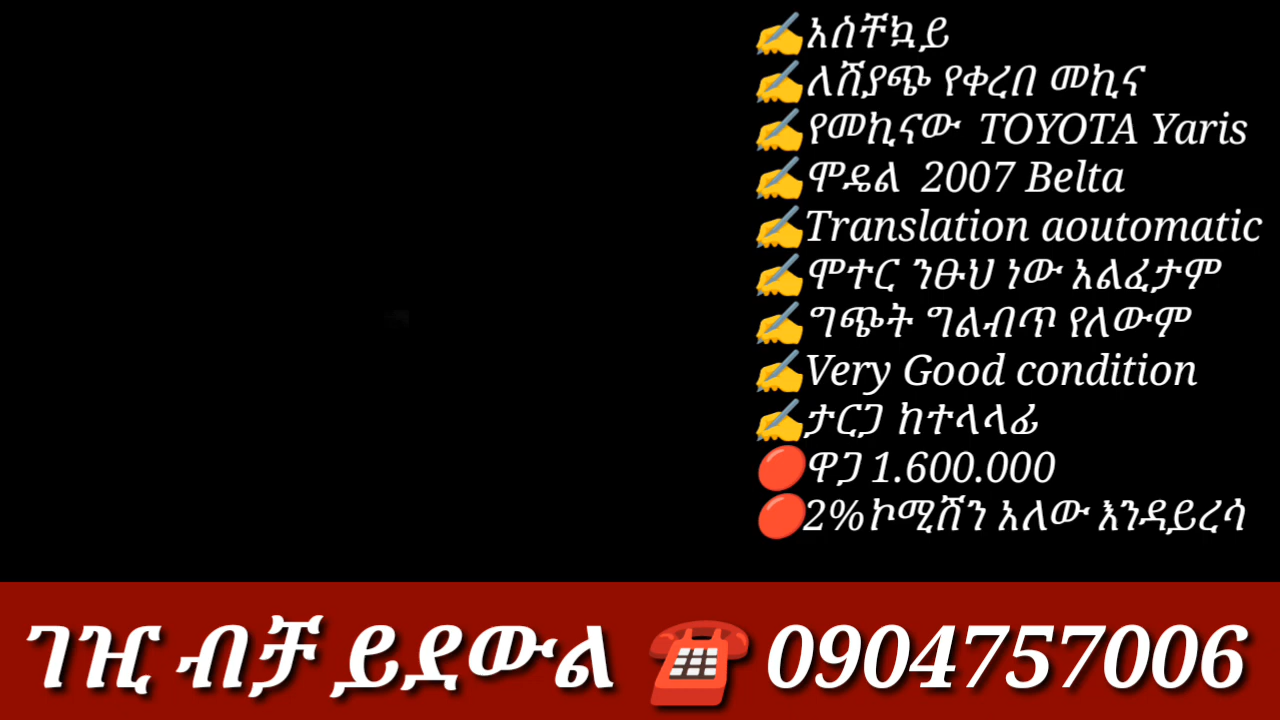 ✍️አስቸኳይ
✍️ለሽያጭ የቀረበ መኪና
✍️የመኪናው TOYOTA Yaris
✍️ሞዴል 2007 Belta
✍️Translation aoutomatic
✍️ሞተር ንፁህ ነው አልፈታም
✍️ግጭት ግልብጥ የለውም
✍️Very Good condition
✍️ታርጋ ከተላላፊ
🔴ዋጋ 1.600.000
🔴2%ኮሚሽን አለው እንዳይረሳ
ገዢ ብቻ ይደውል ☎️ 0904757006